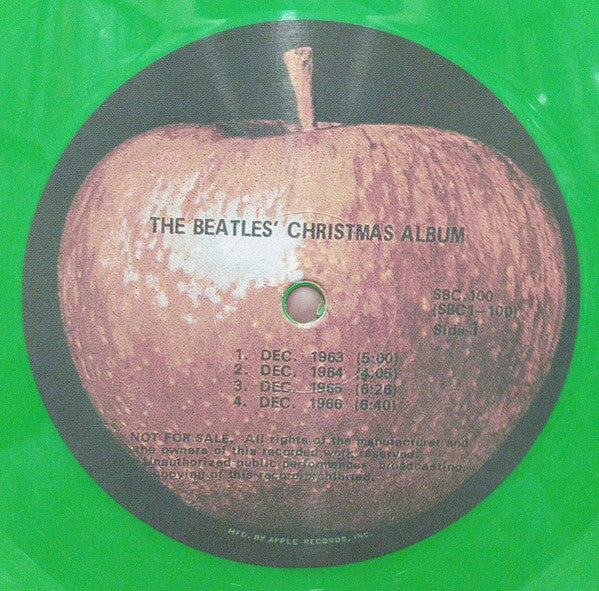 THE BEATLES' CHRISTMAS ALBUM
SBC 100
(SBC1-100)
Side 1
1. DEC. 1963 (5:00)
2. DEC. 1964 (4:05)
3. DEC. 1965 (6:26)
4. DEC. 1966 (6:40)
NOT FOR SALE. All rights of the manufacturer and
the owners of this recorded work reserved.
Unauthorized public performances, broadcasting
copying of this record prohibited.
MFD. BY APPLE RECORDS, INC.